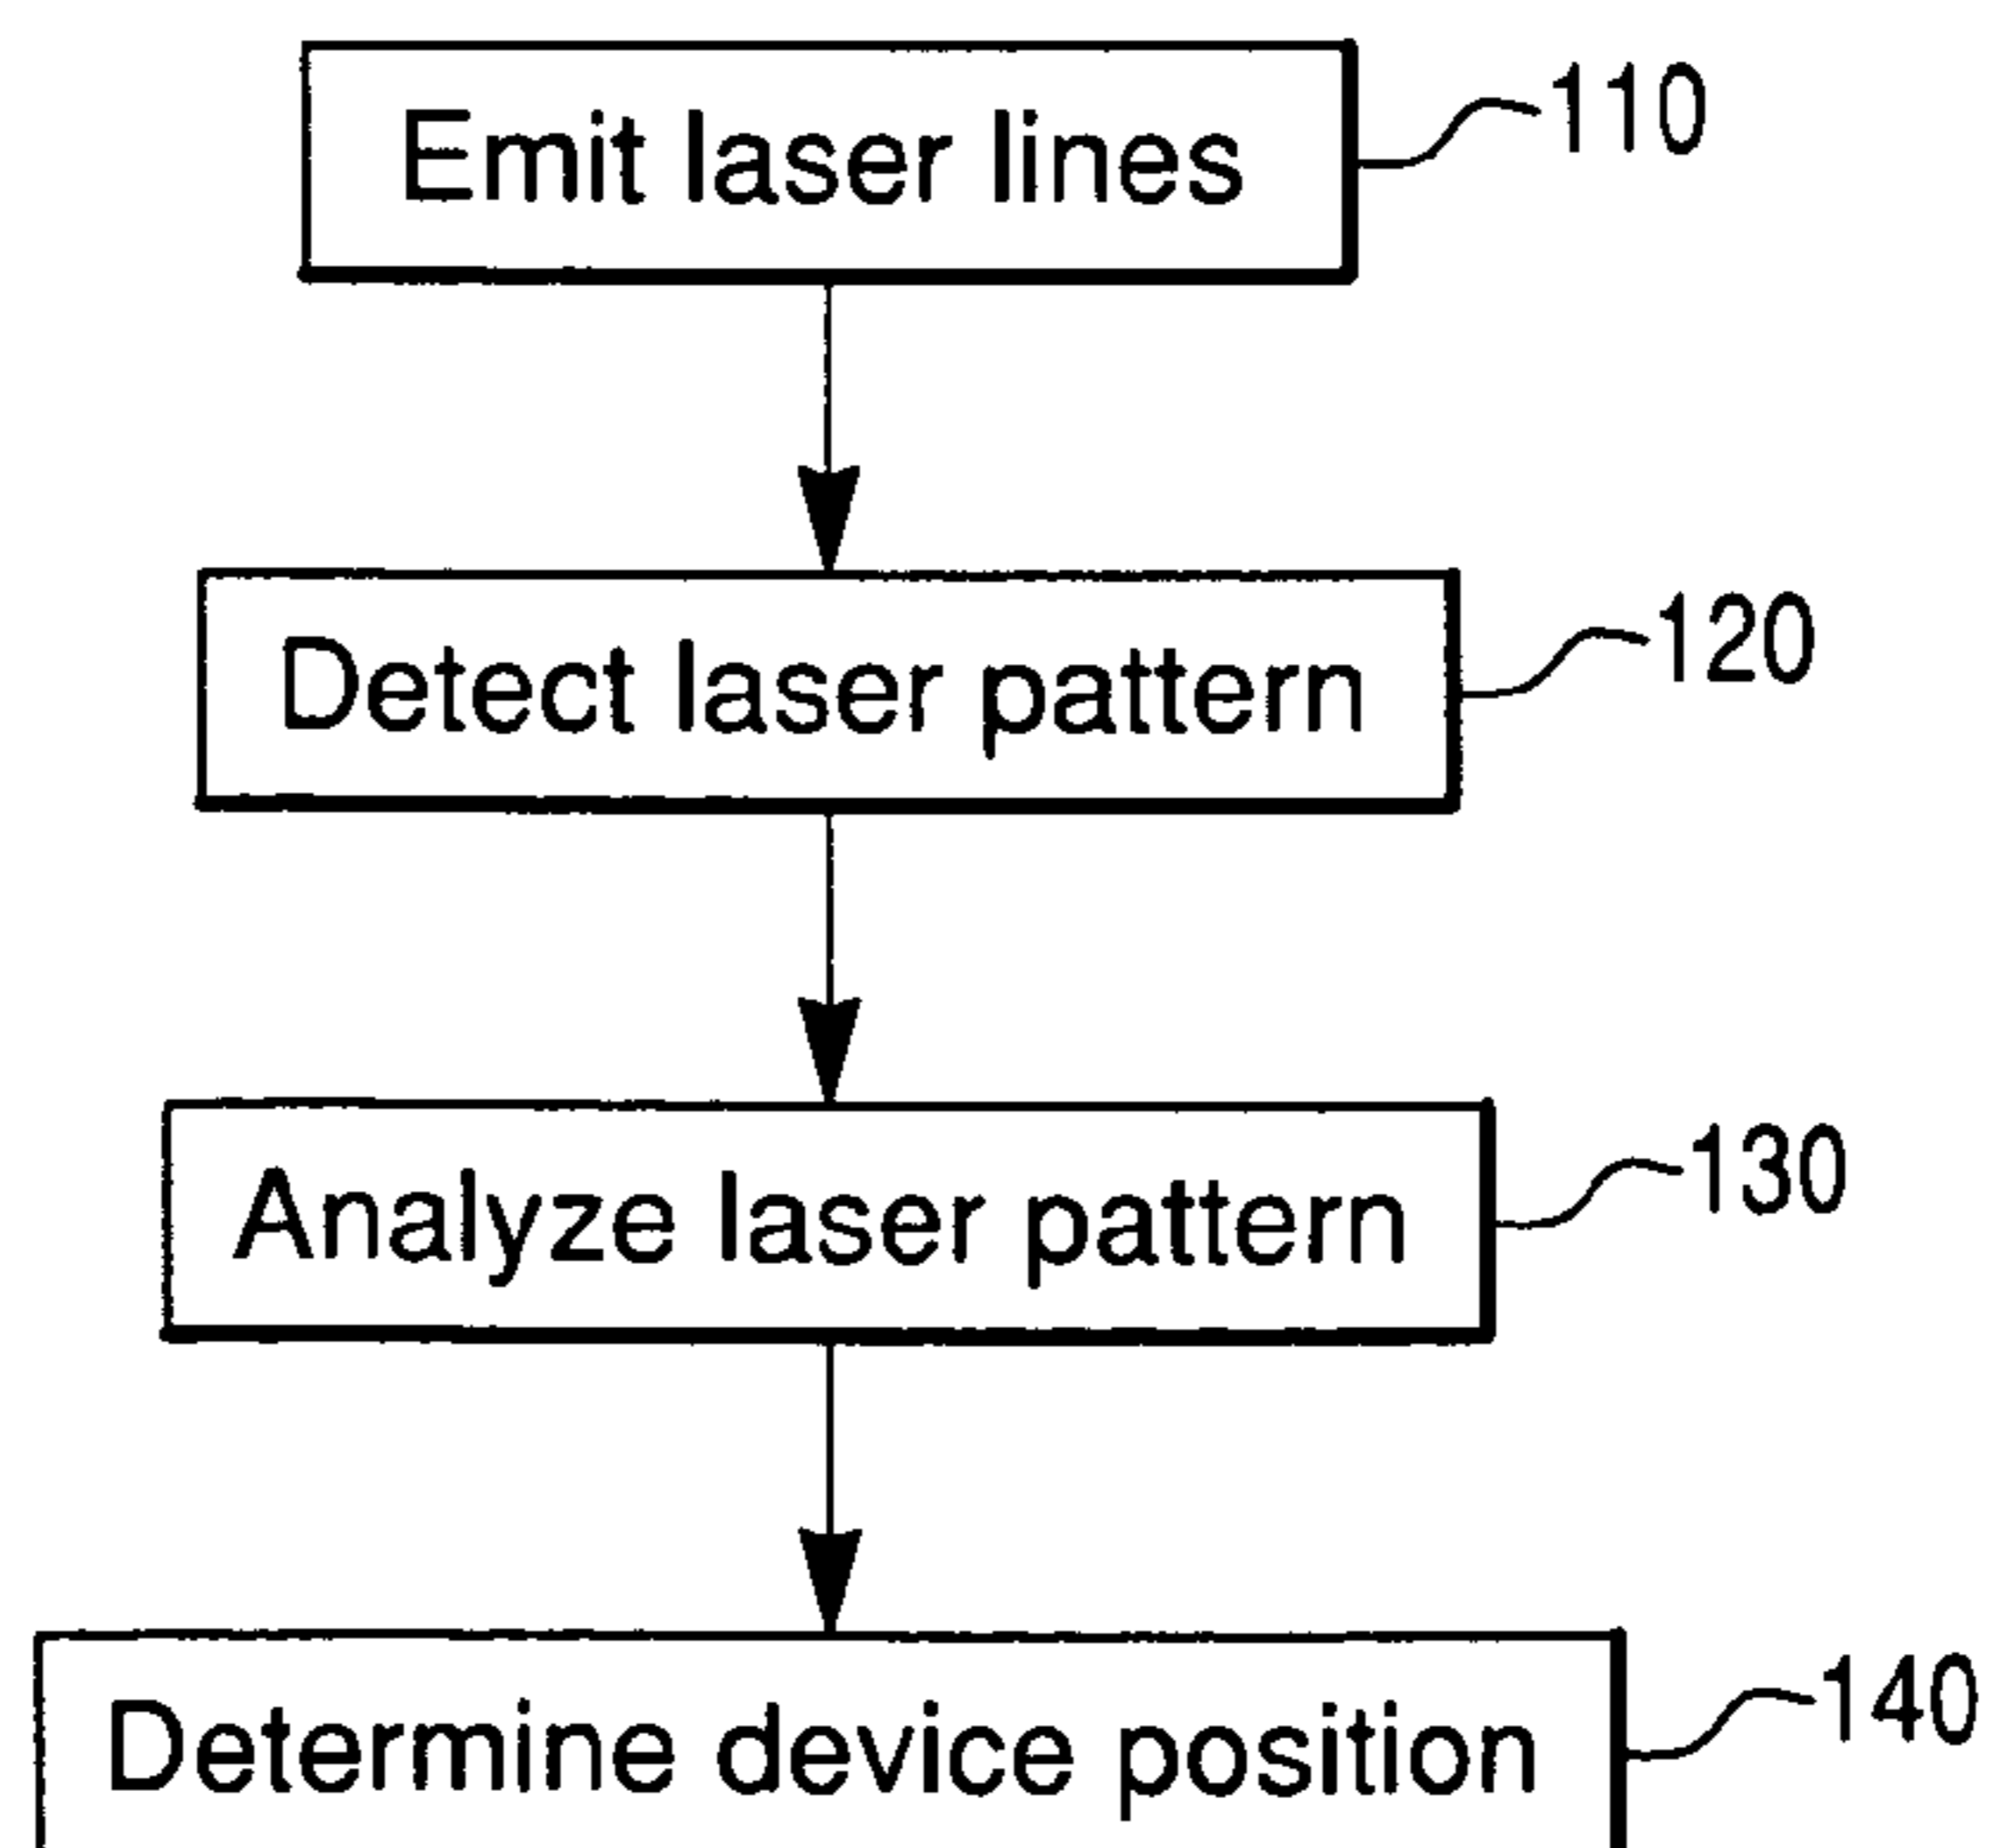 Emit laser lines
110
Detect laser pattern
120
Analyze laser pattern
130
Determine device position
140